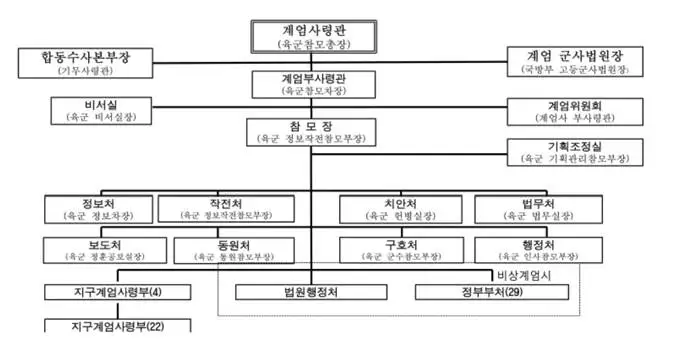 계엄사령관
(육군참모총장)
합동수사본부장
(기무사령관)
계엄 군사법원장
(국방부 고등군사법원장)
계엄부사령관
(육군참모차장)
비서실
(육군 비서실장)
계엄위원회
(계엄사 부사령관)
참 모 장
(육군 정보작전참모부장)
기획조정실
(육군 기획관리참모부장)
정보처
(육군 정보차장)
작전처
(육군 정보작전참모부장)
치안처
(육군 헌병실장)
법무처
(육군 법무실장)
보도처
(육군 정훈공보실장)
동원처
(육군 동원참모부장)
구호처
(육군 군수참모부장)
행정처
(육군 인사참모부장)
비상계엄시
지구계엄사령부(4)
법원행정처
정부부처(29)
지구계엄사령부(22)